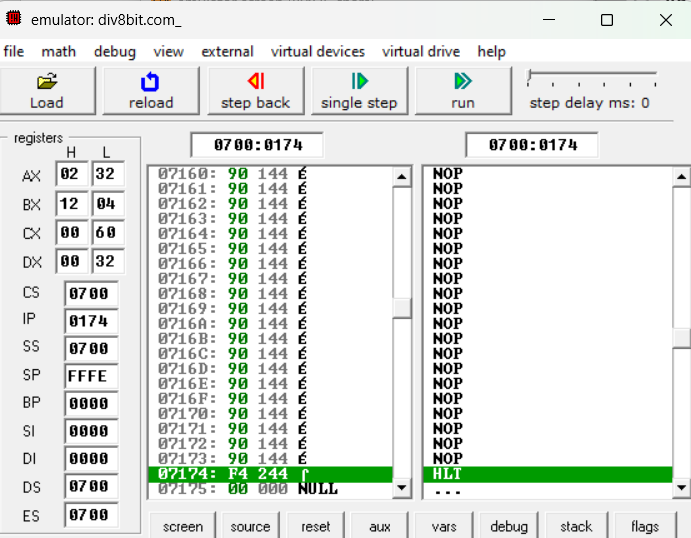 emulator: div8bit.com_
file math debug view external virtual devices virtual drive help
Load reload step back single step run step delay ms: 0
registers 0700:0174 0700:0174
H L
AX 02 32
BX 12 04
CX 00 60
DX 00 32
CS 0700
IP 0174
SS 0700
SP FFFE
BP 0000
SI 0000
DI 0000
DS 0700
ES 0700
07160: 90 144 É NOP
07161: 90 144 É NOP
07162: 90 144 É NOP
07163: 90 144 É NOP
07164: 90 144 É NOP
07165: 90 144 É NOP
07166: 90 144 É NOP
07167: 90 144 É NOP
07168: 90 144 É NOP
07169: 90 144 É NOP
0716A: 90 144 É NOP
0716B: 90 144 É NOP
0716C: 90 144 É NOP
0716D: 90 144 É NOP
0716E: 90 144 É NOP
0716F: 90 144 É NOP
07170: 90 144 É NOP
07171: 90 144 É NOP
07172: 90 144 É NOP
07173: 90 144 É NOP
07174: F4 244 ⌠ HLT
07175: 00 000 NULL ...
screen source reset aux vars debug stack flags